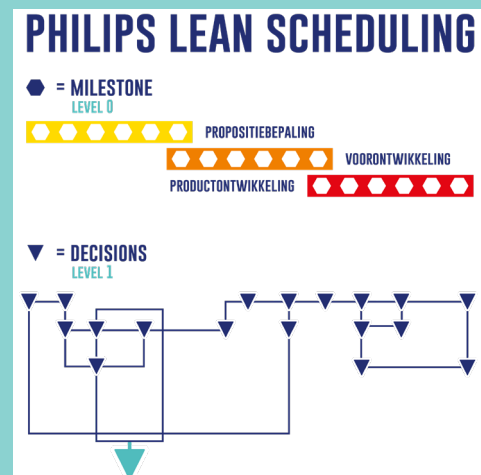 PHILIPS LEAN SCHEDULING
= MILESTONE
LEVEL 0
PROPOSITIEBEPALING
VOORONTWIKKELING
PRODUCTONTWIKKELING
= DECISIONS
LEVEL 1